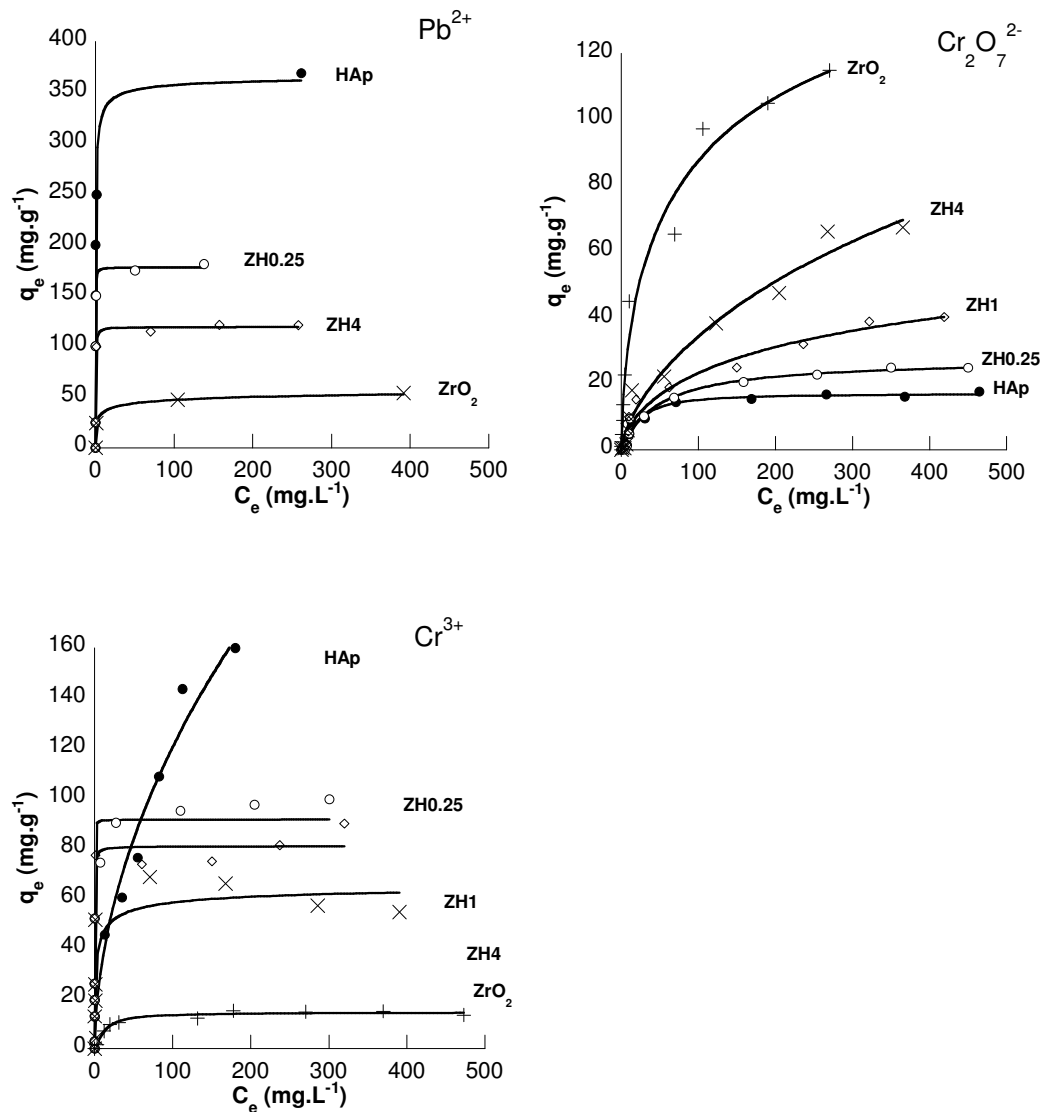 Pb²⁺
400
350
300
250
200
150
100
50
0
qₑ (mg.g⁻¹)
HAp
ZH0.25
ZH4
ZrO₂
0 100 200 300 400 500
Cₑ (mg.L⁻¹)
Cr₂O₇²⁻
120
100
80
60
40
20
0
qₑ (mg.g⁻¹)
ZrO₂
ZH4
ZH1
ZH0.25
HAp
0 100 200 300 400 500
Cₑ (mg.L⁻¹)
Cr³⁺
160
140
120
100
80
60
40
20
0
qₑ (mg.g⁻¹)
HAp
ZH0.25
ZH1
ZH4
ZrO₂
0 100 200 300 400 500
Cₑ (mg.L⁻¹)